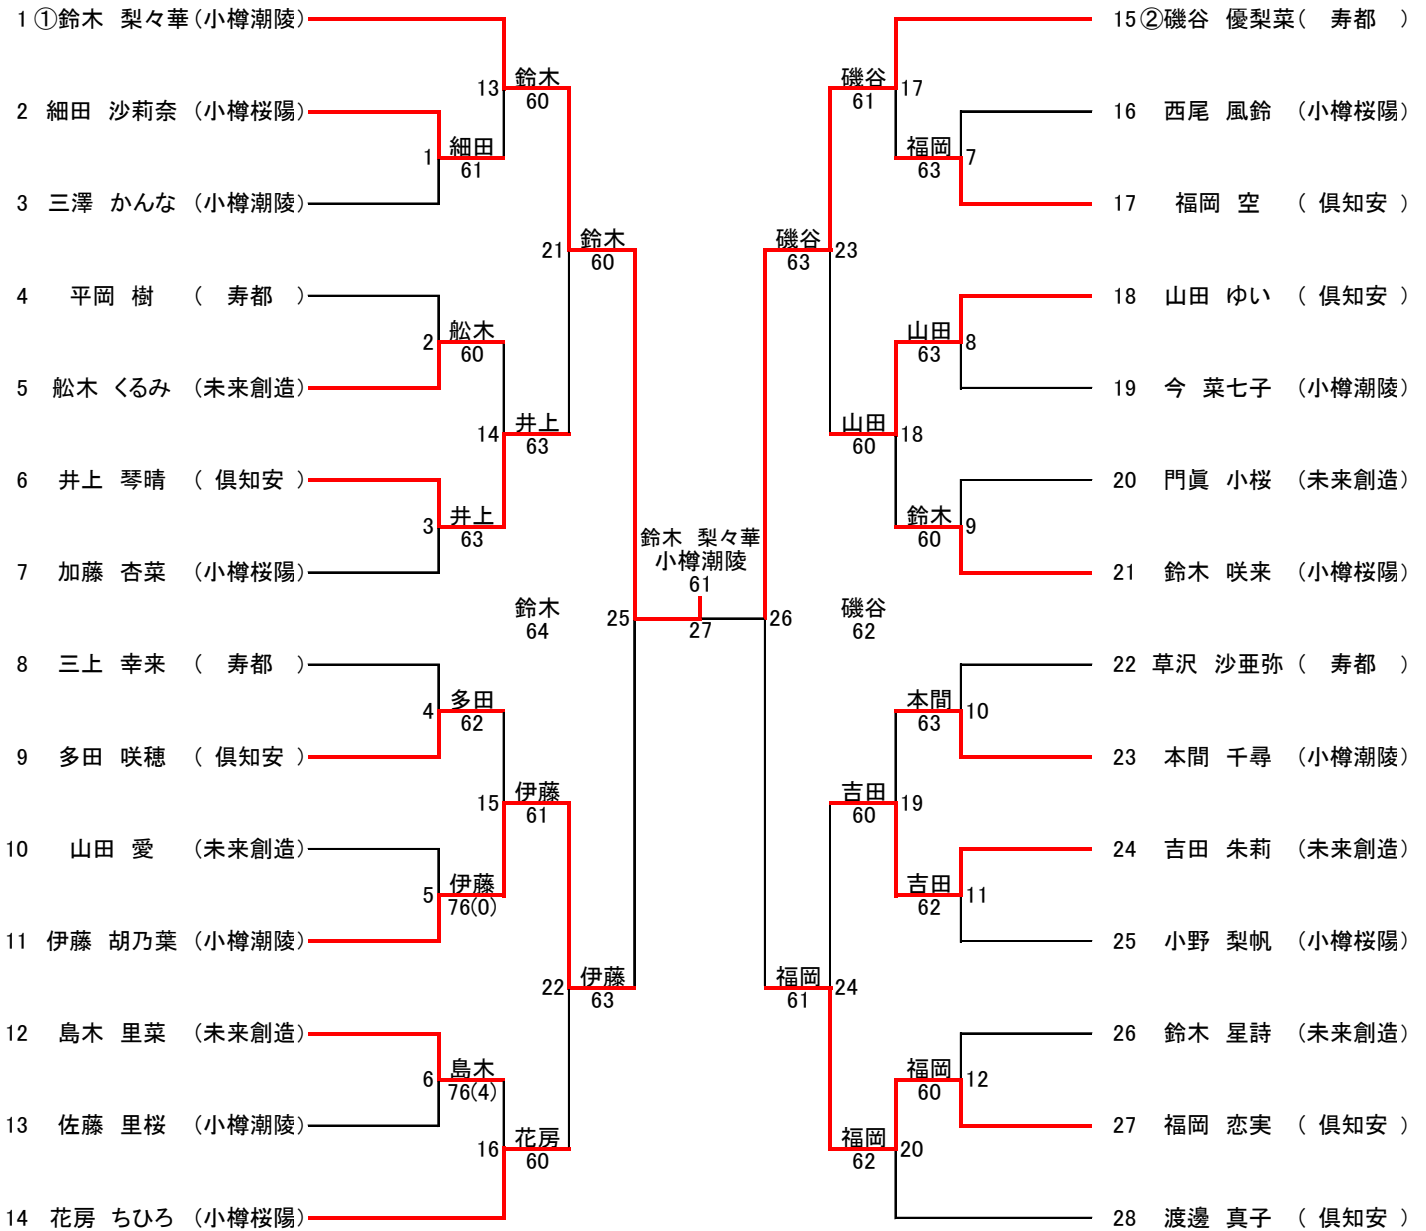 1 ①鈴木 梨々華 (小樽潮陵)
2 細田 沙莉奈 (小樽桜陽)
3 三澤 かんな (小樽潮陵)
4 平岡 樹 ( 寿都 )
5 舩木 くるみ (未来創造)
6 井上 琴晴 ( 倶知安 )
7 加藤 杏菜 (小樽桜陽)
8 三上 幸来 ( 寿都 )
9 多田 咲穂 ( 倶知安 )
10 山田 愛 (未来創造)
11 伊藤 胡乃葉 (小樽潮陵)
12 島木 里菜 (未来創造)
13 佐藤 里桜 (小樽潮陵)
14 花房 ちひろ (小樽桜陽)
1 細田
61
2 舩木
60
3 井上
63
4 多田
62
5 伊藤
76(0)
6 島木
76(4)
13 鈴木
60
14 井上
63
15 伊藤
61
16 花房
60
21 鈴木
60
22 伊藤
63
鈴木
64
25
鈴木 梨々華
小樽潮陵
61
27
26
磯谷
62
磯谷 23
63
福岡 24
61
磯谷 17
61
山田 18
60
吉田 19
60
福岡 20
62
福岡 7
63
山田 8
63
鈴木 9
60
本間 10
63
吉田 11
62
福岡 12
60
15 ②磯谷 優梨菜 ( 寿都 )
16 西尾 風鈴 (小樽桜陽)
17 福岡 空 ( 倶知安 )
18 山田 ゆい ( 倶知安 )
19 今 菜七子 (小樽潮陵)
20 門眞 小桜 (未来創造)
21 鈴木 咲来 (小樽桜陽)
22 草沢 沙亜弥 ( 寿都 )
23 本間 千尋 (小樽潮陵)
24 吉田 朱莉 (未来創造)
25 小野 梨帆 (小樽桜陽)
26 鈴木 星詩 (未来創造)
27 福岡 恋実 ( 倶知安 )
28 渡邊 真子 ( 倶知安 )